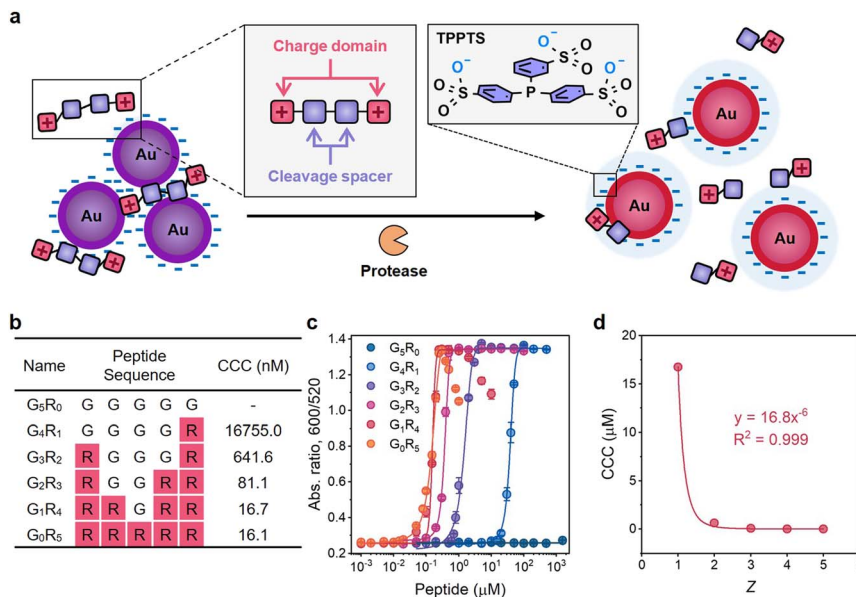 a
Charge domain
+ +
Cleavage spacer
TPPTS
O⁻ O⁻ O⁻
S O O
P
Au
Au
Au
Protease
Au
Au
Au
b
Name Peptide Sequence CCC (nM)
G₅R₀ G G G G G -
G₄R₁ G G G G R 16755.0
G₃R₂ R G G G R 641.6
G₂R₃ R G G R R 81.1
G₁R₄ R R G R R 16.7
G₀R₅ R R R R R 16.1
c
Abs. ratio, 600/520
1.4
1.2
1.0
0.8
0.6
0.4
0.2
G₅R₀
G₄R₁
G₃R₂
G₂R₃
G₁R₄
G₀R₅
10⁻³ 10⁻² 10⁻¹ 10⁰ 10¹ 10² 10³
Peptide (μM)
d
CCC (μM)
20
15
10
5
0
y = 16.8x⁻⁶
R² = 0.999
0 1 2 3 4 5
Z